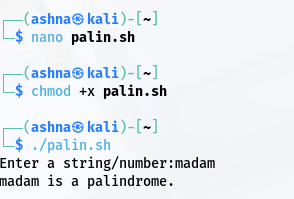 ┌──(ashna㉿kali)-[~]
└─$ nano palin.sh
┌──(ashna㉿kali)-[~]
└─$ chmod +x palin.sh
┌──(ashna㉿kali)-[~]
└─$ ./palin.sh
Enter a string/number:madam
madam is a palindrome.